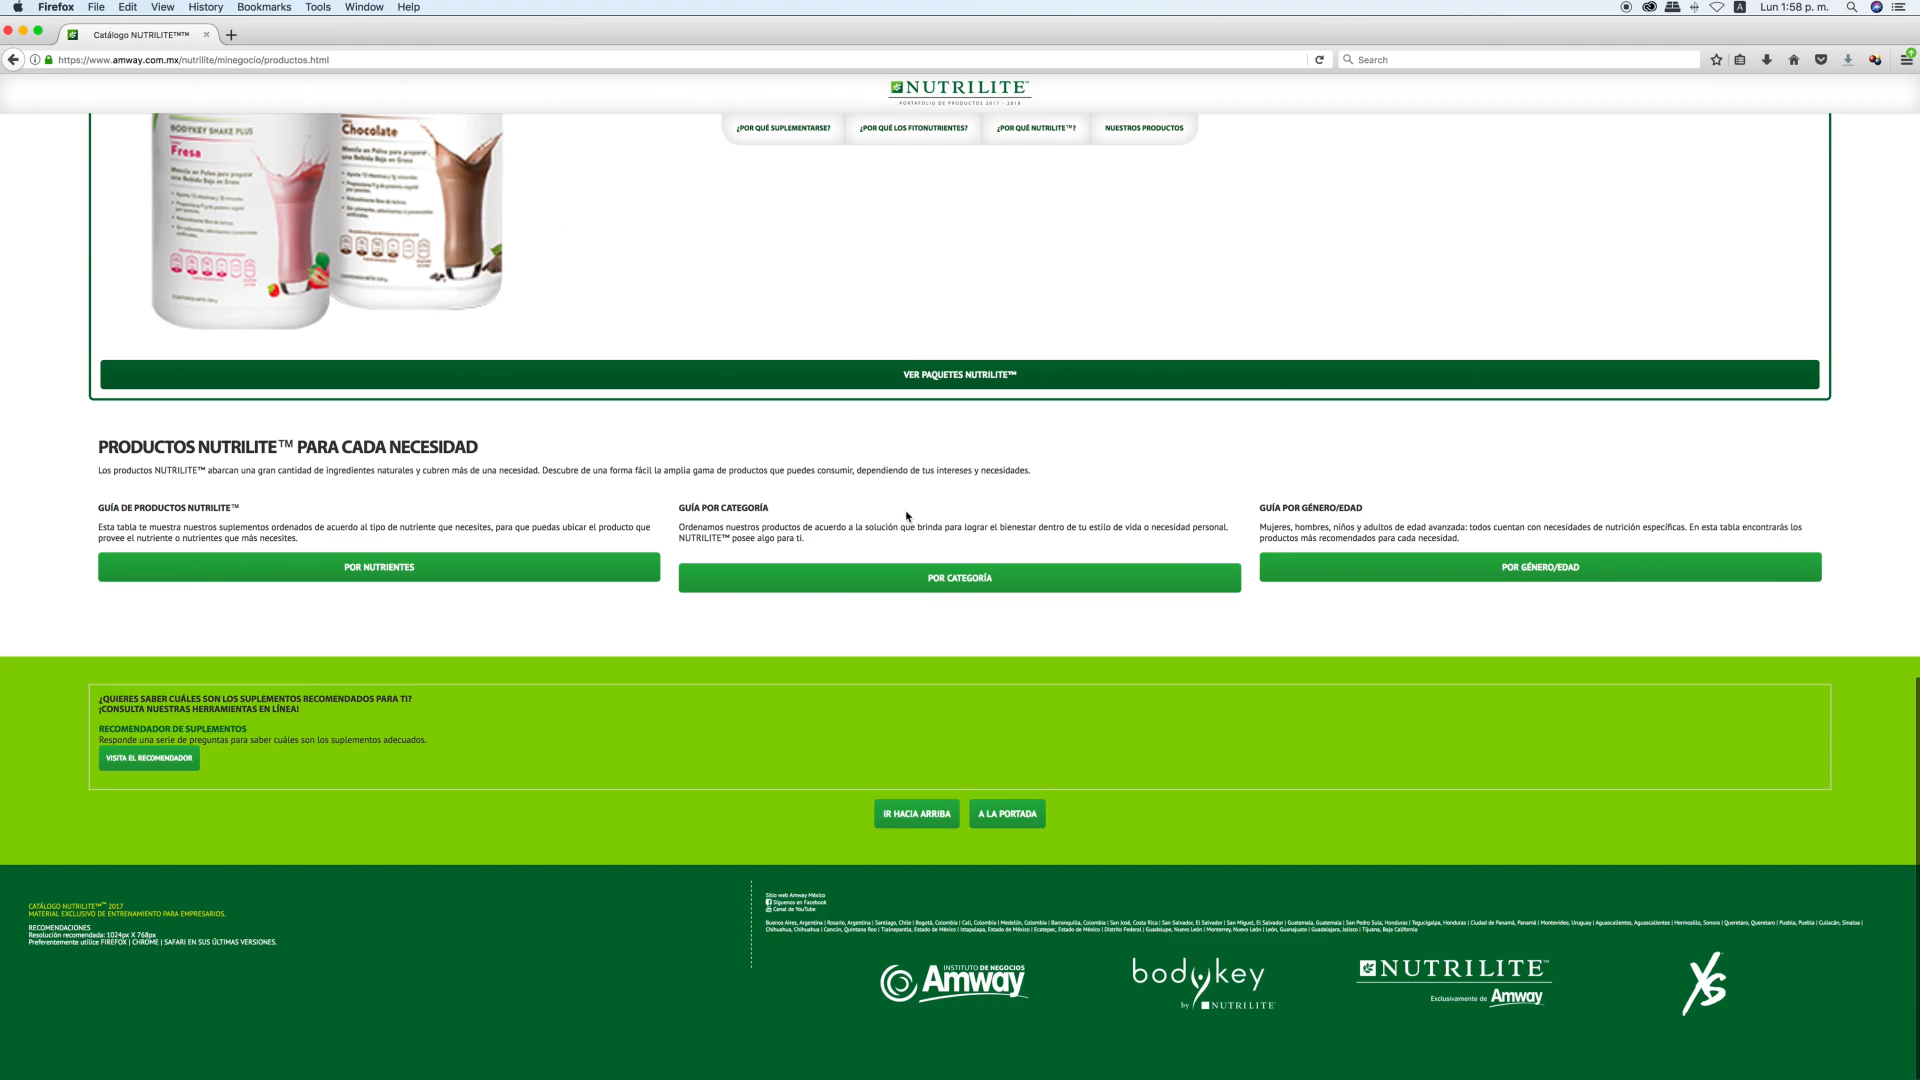 Firefox File Edit View History Bookmarks Tools Window Help
Lun 1:58 p. m.
Catálogo NUTRILITE™™
https://www.amway.com.mx/nutrilite/minegocio/productos.html
Search
NUTRILITE™
PORTAFOLIO DE PRODUCTOS 2017 - 2018
¿POR QUÉ SUPLEMENTARSE? ¿POR QUÉ LOS FITONUTRIENTES? ¿POR QUÉ NUTRILITE™? NUESTROS PRODUCTOS
BODYKEY SHAKE PLUS
Fresa
Mezcla en Polvo para preparar
una Bebida Baja en Grasa
Chocolate
Mezcla en Polvo para preparar
una Bebida Baja en Grasa
VER PAQUETES NUTRILITE™
PRODUCTOS NUTRILITE™ PARA CADA NECESIDAD
Los productos NUTRILITE™ abarcan una gran cantidad de ingredientes naturales y cubren más de una necesidad. Descubre de una forma fácil la amplia gama de productos que puedes consumir, dependiendo de tus intereses y necesidades.
GUÍA DE PRODUCTOS NUTRILITE™
Esta tabla te muestra nuestros suplementos ordenados de acuerdo al tipo de nutriente que necesites, para que puedas ubicar el producto que
provee el nutriente o nutrientes que más necesites.
POR NUTRIENTES
GUÍA POR CATEGORÍA
Ordenamos nuestros productos de acuerdo a la solución que brinda para lograr el bienestar dentro de tu estilo de vida o necesidad personal.
NUTRILITE™ posee algo para ti.
POR CATEGORÍA
GUÍA POR GÉNERO/EDAD
Mujeres, hombres, niños y adultos de edad avanzada: todos cuentan con necesidades de nutrición específicas. En esta tabla encontrarás los
productos más recomendados para cada necesidad.
POR GÉNERO/EDAD
¿QUIERES SABER CUÁLES SON LOS SUPLEMENTOS RECOMENDADOS PARA TI?
¡CONSULTA NUESTRAS HERRAMIENTAS EN LÍNEA!
RECOMENDADOR DE SUPLEMENTOS
Responde una serie de preguntas para saber cuáles son los suplementos adecuados.
VISITA EL RECOMENDADOR
IR HACIA ARRIBA A LA PORTADA
CATÁLOGO NUTRILITE™™ 2017
MATERIAL EXCLUSIVO DE ENTRENAMIENTO PARA EMPRESARIOS.
RECOMENDACIONES
Resolución recomendada: 1024px X 768px
Preferentemente utilice FIREFOX | CHROME | SAFARI EN SUS ÚLTIMAS VERSIONES.
Sitio web Amway México
Síguenos en Facebook
Canal de YouTube
Buenos Aires, Argentina | Rosario, Argentina | Santiago, Chile | Bogotá, Colombia | Cali, Colombia | Medellín, Colombia | Barranquilla, Colombia | San José, Costa Rica | San Salvador, El Salvador | San Miguel, El Salvador | Guatemala, Guatemala | San Pedro Sula, Honduras | Tegucigalpa, Honduras | Ciudad de Panamá, Panamá | Montevideo, Uruguay | Aguascalientes, Aguascalientes | Hermosillo, Sonora | Queretaro, Queretaro | Puebla, Puebla | Culiacán, Sinaloa |
Chihuahua, Chihuahua | Cancún, Quintana Roo | Tlalnepantla, Estado de México | Iztapalapa, Estado de México | Ecatepec, Estado de México | Distrito Federal | Guadalupe, Nuevo León | Monterrey, Nuevo León | León, Guanajuato | Guadalajara, Jalisco | Tijuana, Baja California
INSTITUTO DE NEGOCIOS
Amway
bodykey
by NUTRILITE™
NUTRILITE™
Exclusivamente de Amway
XS